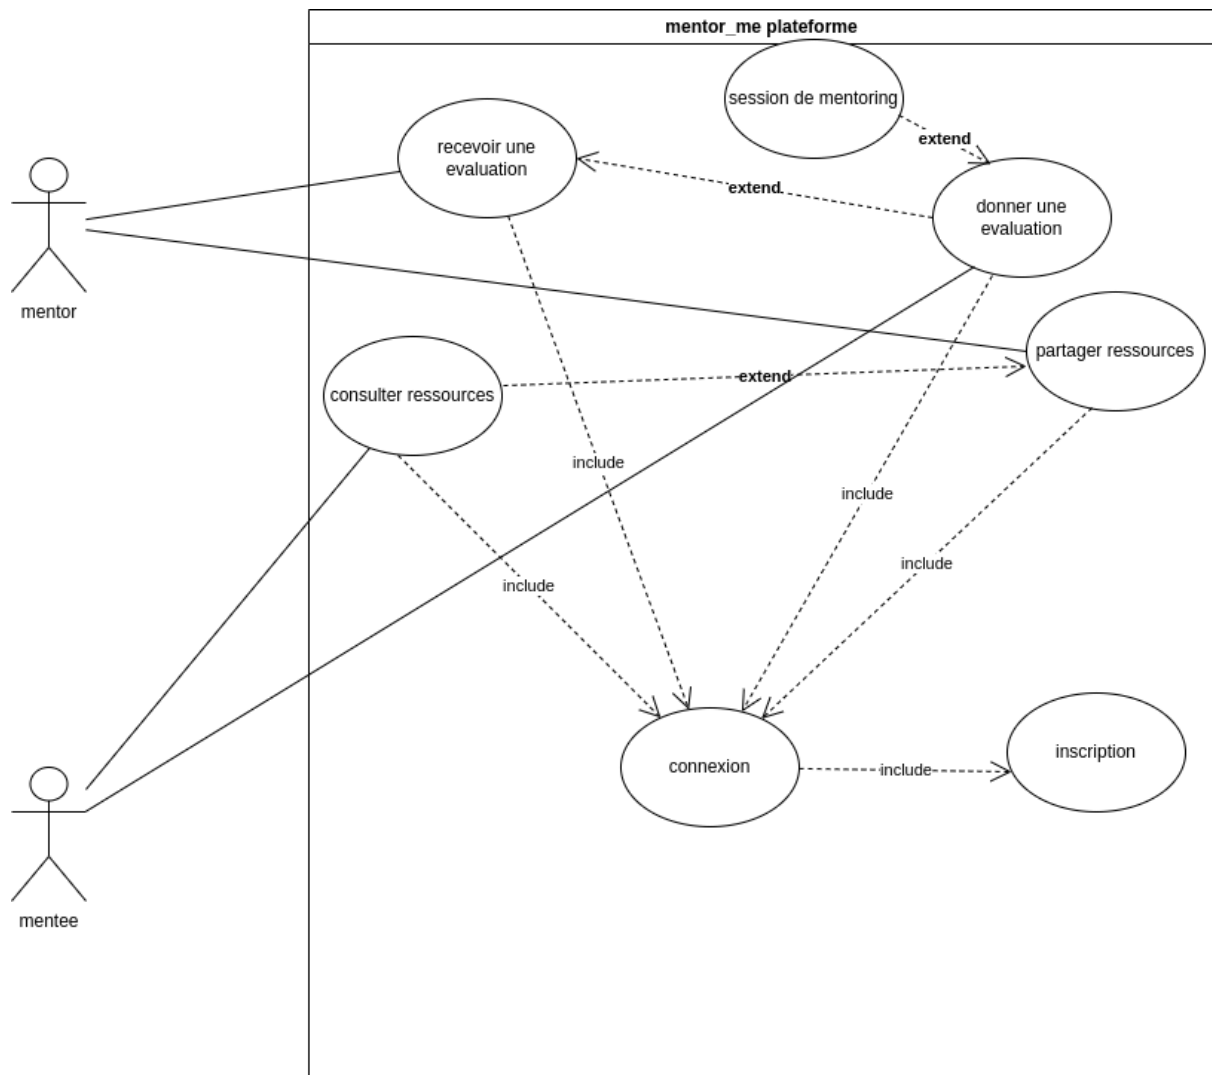 mentor_me plateforme
session de mentoring
extend
recevoir une
evaluation
extend
donner une
evaluation
mentor
partager ressources
extend
consulter ressources
include
include
include
include
connexion
include
inscription
mentee